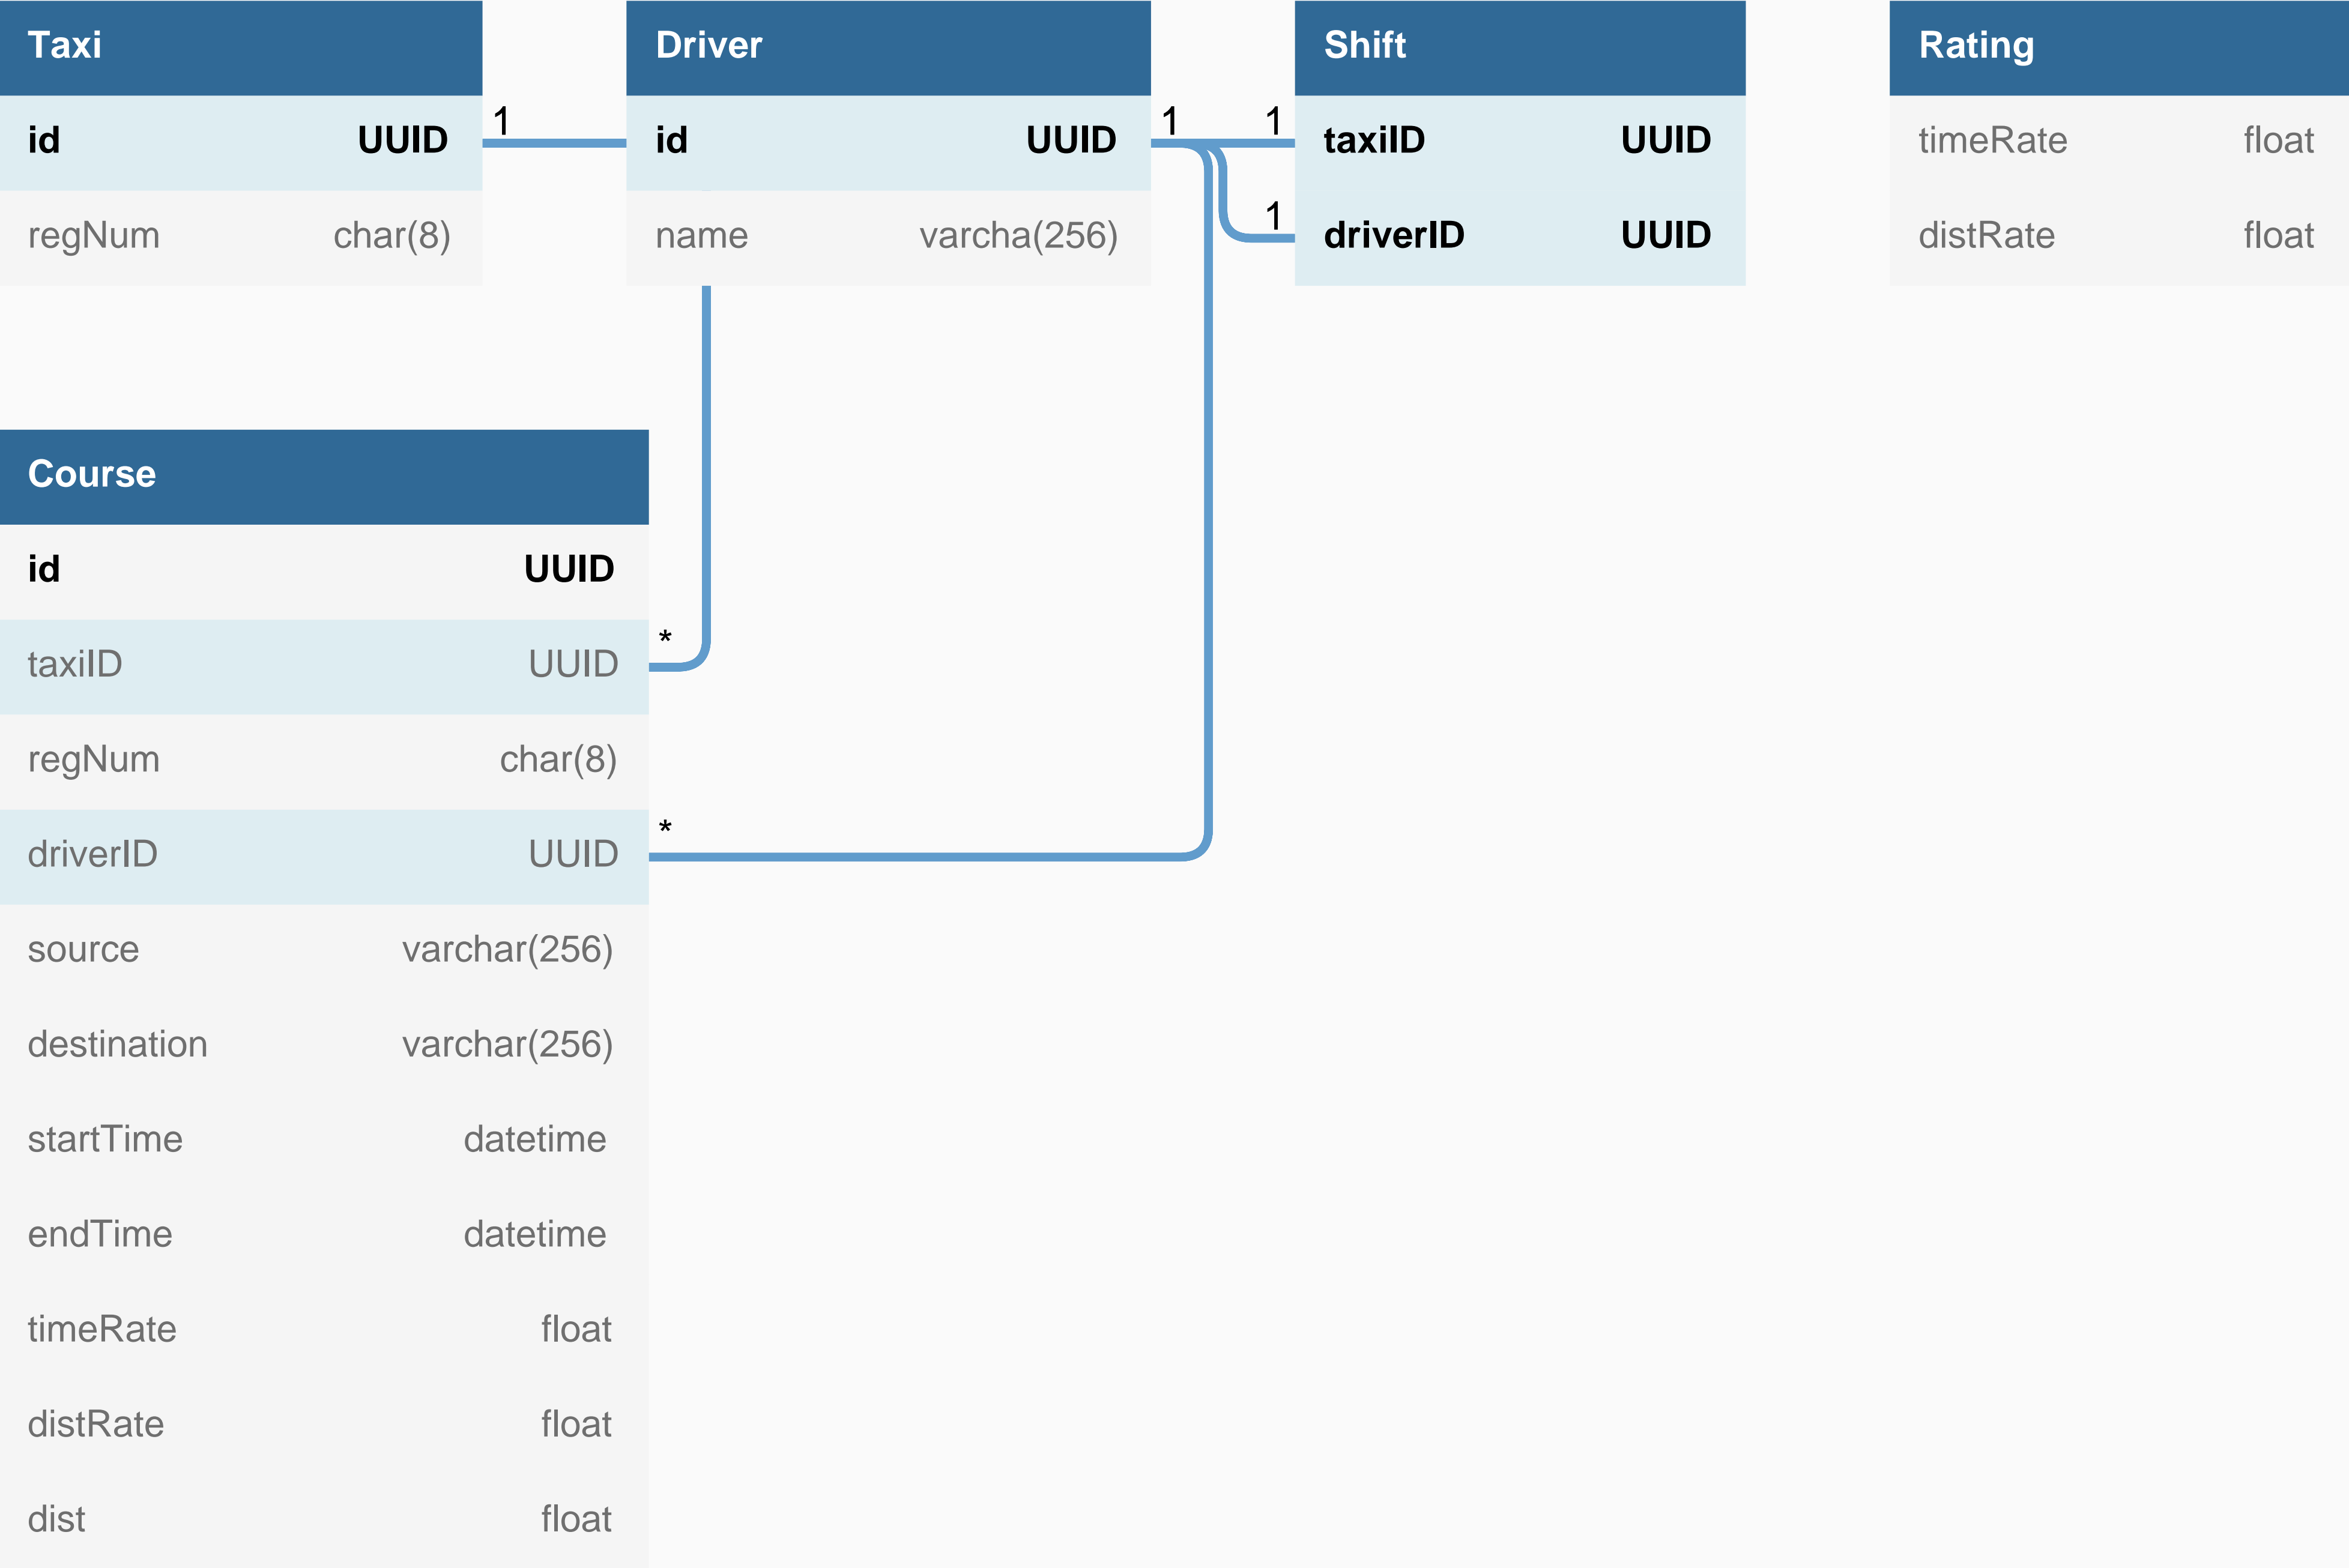 Taxi
id UUID
regNum char(8)
1
Driver
id UUID
name varcha(256)
1
1
1
Shift
taxiID UUID
driverID UUID
Rating
timeRate float
distRate float
Course
id UUID
taxiID UUID
*
regNum char(8)
driverID UUID
*
source varchar(256)
destination varchar(256)
startTime datetime
endTime datetime
timeRate float
distRate float
dist float